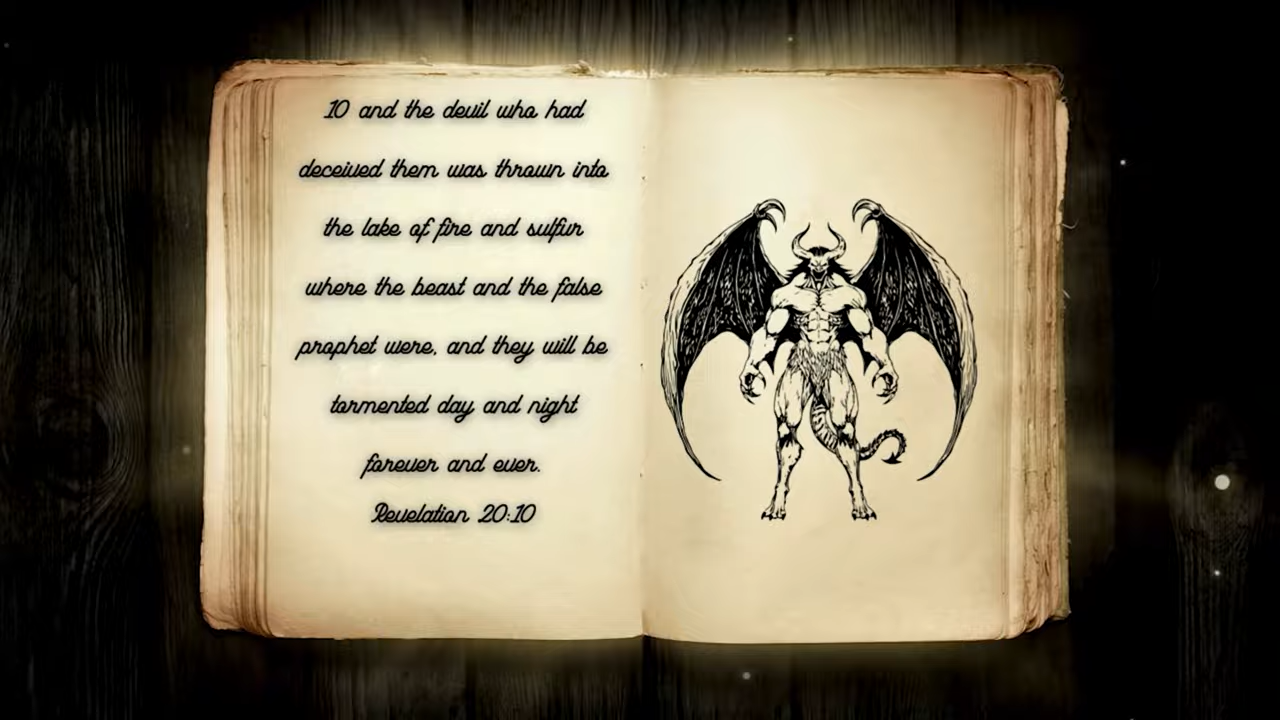 10 and the devil who had
deceived them was thrown into
the lake of fire and sulfur
where the beast and the false
prophet were, and they will be
tormented day and night
forever and ever.
Revelation 20:10